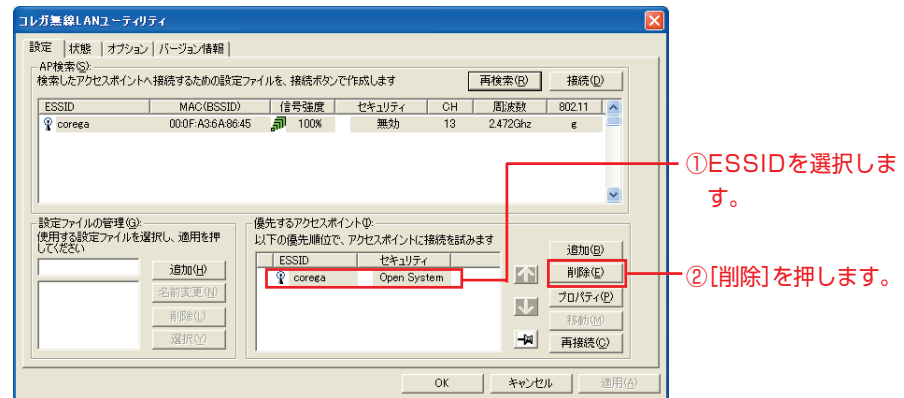 コレガ無線LANユーティリティ
設定 状態 オプション バージョン情報
AP検索(S):
検索したアクセスポイントへ接続するための設定ファイルを、接続ボタンで作成します 再検索(R) 接続(D)
ESSID MAC(BSSID) 信号強度 セキュリティ CH 周波数 802.11
corega 00:0F:A3:6A:86:45 100% 無効 13 2.472Ghz g
①ESSIDを選択しま
す。
設定ファイルの管理(G):
使用する設定ファイルを選択し、適用を押
してください
追加(H)
名前変更(N)
削除(L)
選択(Y)
優先するアクセスポイント(I):
以下の優先順位で、アクセスポイントに接続を試みます
ESSID セキュリティ
corega Open System
追加(B)
削除(E)
プロパティ(P)
移動(M)
再接続(C)
②[削除]を押します。
OK キャンセル 適用(A)